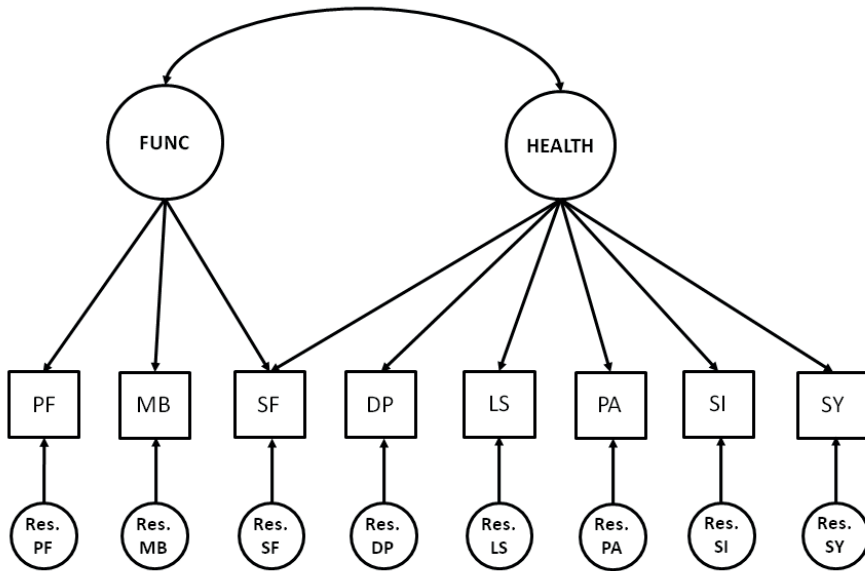 FUNC
HEALTH
PF
MB
SF
DP
LS
PA
SI
SY
Res.
PF
Res.
MB
Res.
SF
Res.
DP
Res.
LS
Res.
PA
Res.
SI
Res.
SY